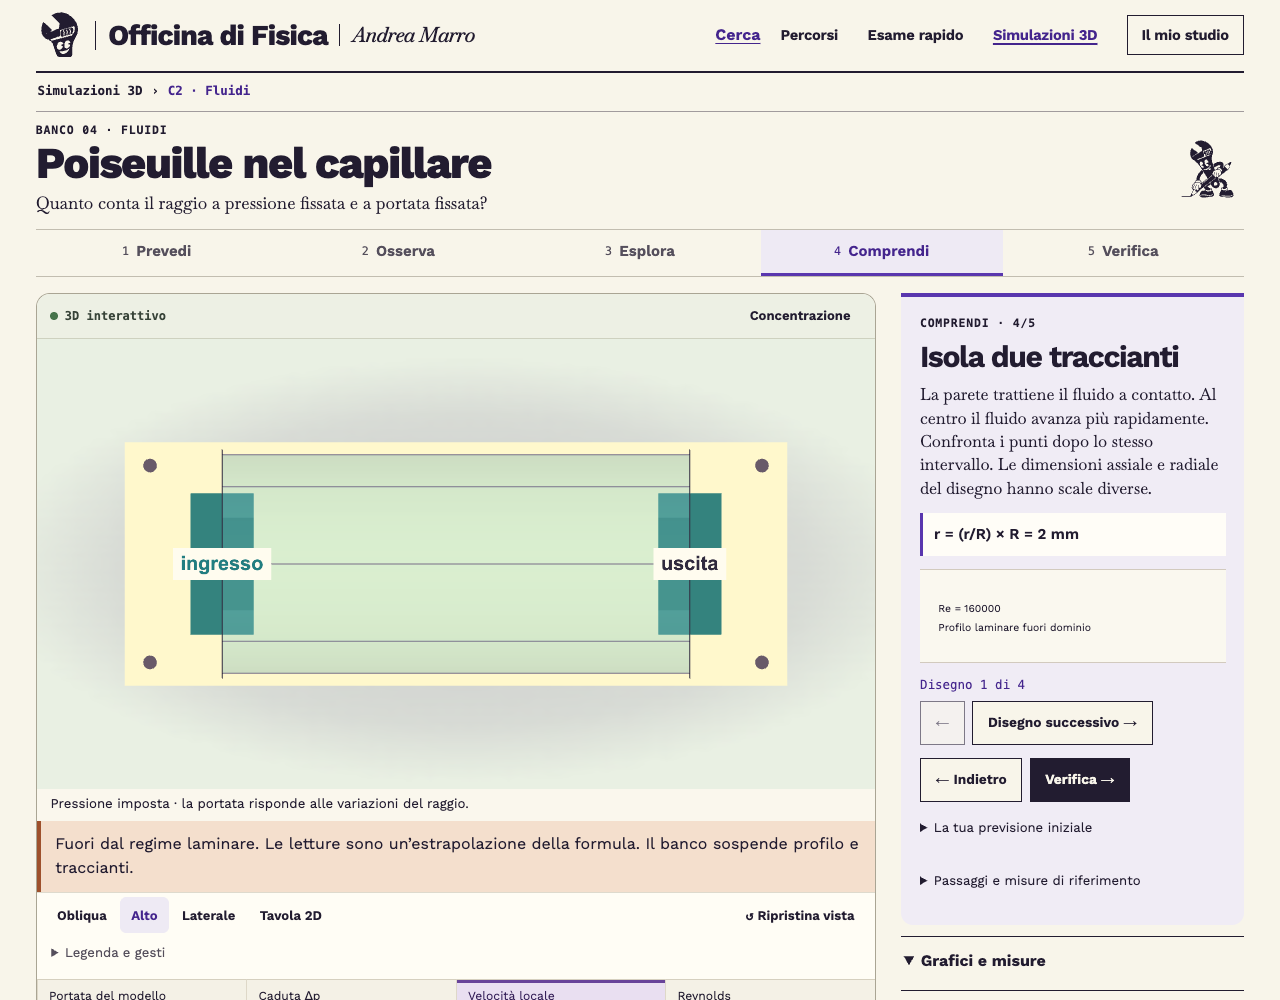 Officina di Fisica
Andrea Marro
Cerca
Percorsi
Esame rapido
Simulazioni 3D
Il mio studio
Simulazioni 3D › C2 · Fluidi
BANCO 04 · FLUIDI
Poiseuille nel capillare
Quanto conta il raggio a pressione fissata e a portata fissata?
1 Prevedi
2 Osserva
3 Esplora
4 Comprendi
5 Verifica
3D interattivo
Concentrazione
ingresso
uscita
Pressione imposta · la portata risponde alle variazioni del raggio.
Fuori dal regime laminare. Le letture sono un’estrapolazione della formula. Il banco sospende profilo e
traccianti.
Obliqua
Alto
Laterale
Tavola 2D
↺ Ripristina vista
▶ Legenda e gesti
Portata del modello
Caduta Δp
Velocità locale
Reynolds
COMPRENDI · 4/5
Isola due traccianti
La parete trattiene il fluido a contatto. Al
centro il fluido avanza più rapidamente.
Confronta i punti dopo lo stesso
intervallo. Le dimensioni assiale e radiale
del disegno hanno scale diverse.
r = (r/R) × R = 2 mm
Re = 160000
Profilo laminare fuori dominio
Disegno 1 di 4
←
Disegno successivo →
← Indietro
Verifica →
▶ La tua previsione iniziale
▶ Passaggi e misure di riferimento
▼ Grafici e misure